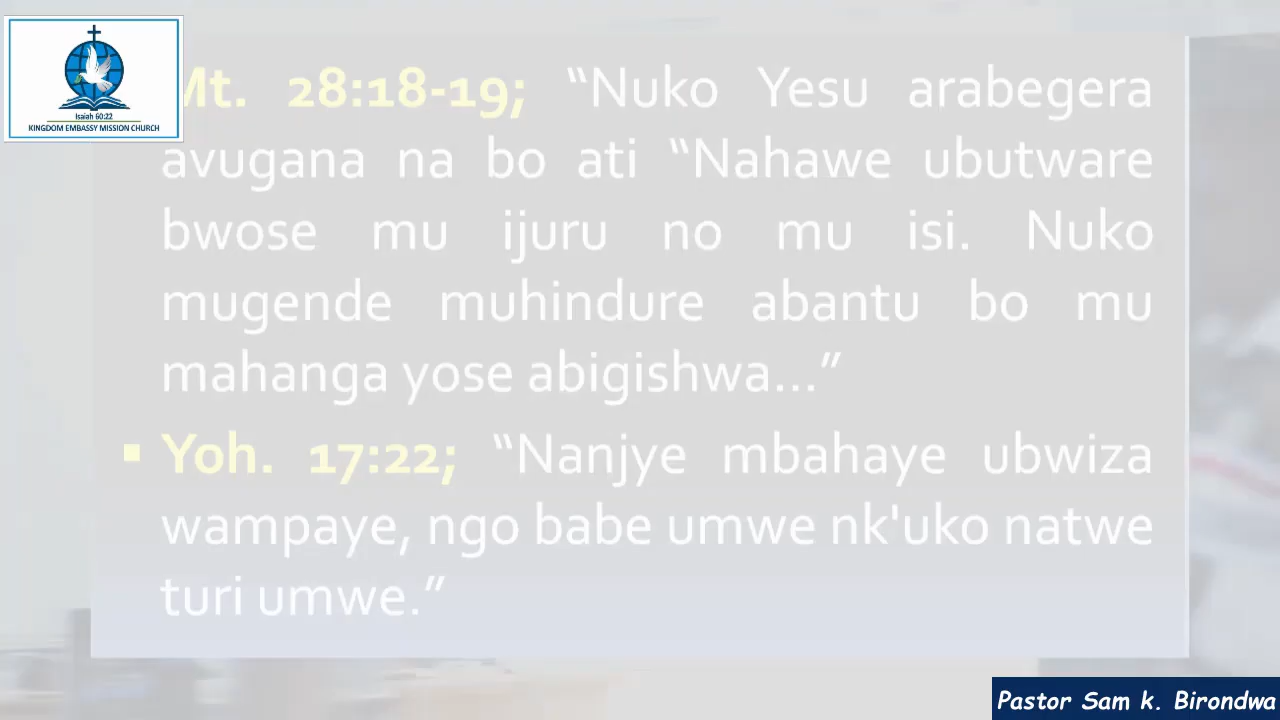 Isaiah 60:22
KINGDOM EMBASSY MISSION CHURCH
Mt. 28:18-19; “Nuko Yesu arabegera
avugana na bo ati “Nahawe ubutware
bwose mu ijuru no mu isi. Nuko
mugende muhindure abantu bo mu
mahanga yose abigishwa...”
▪ Yoh. 17:22; “Nanjye mbahaye ubwiza
wampaye, ngo babe umwe nk'uko natwe
turi umwe.”
Pastor Sam k. Birondwa